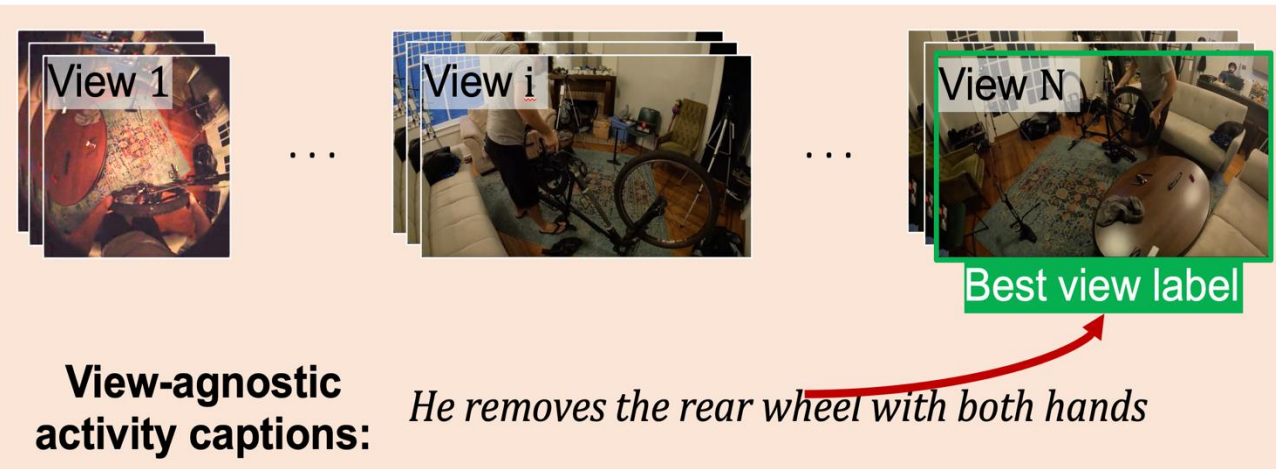 View 1
. . .
View i
. . .
View N
Best view label
View-agnostic
activity captions:
He removes the rear wheel with both hands